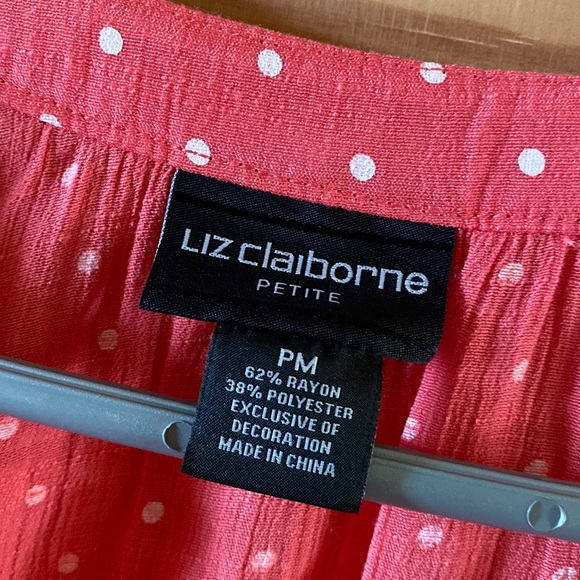 Liz claiborne
PETITE
PM
62% RAYON
38% POLYESTER
EXCLUSIVE OF
DECORATION
MADE IN CHINA